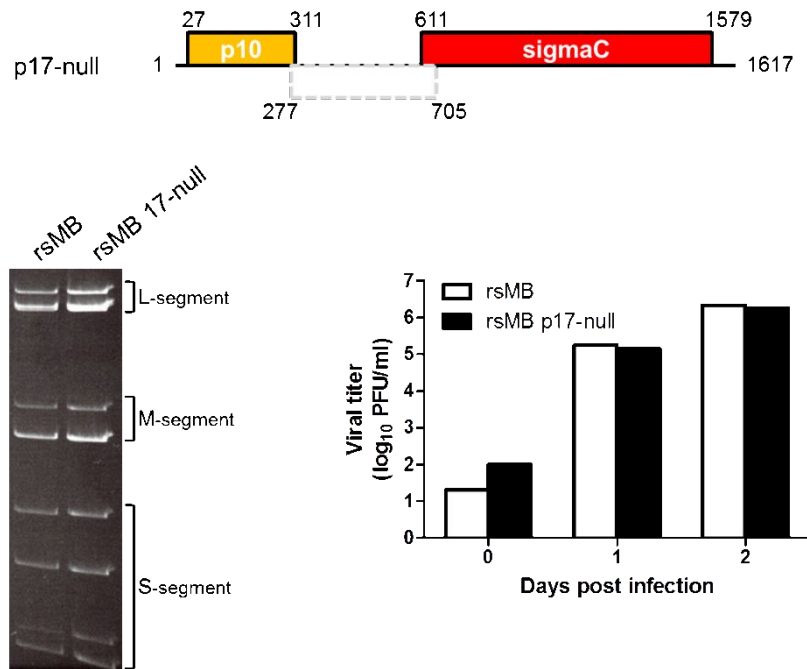 27 311 611 1579
p17-null 1 p10 sigmaC 1617
277 705
rsMB
rsMB 17-null
L-segment
M-segment
S-segment
rsMB
rsMB p17-null
Viral titer
(log10 PFU/ml)
7
6
5
4
3
2
1
0
0 1 2
Days post infection